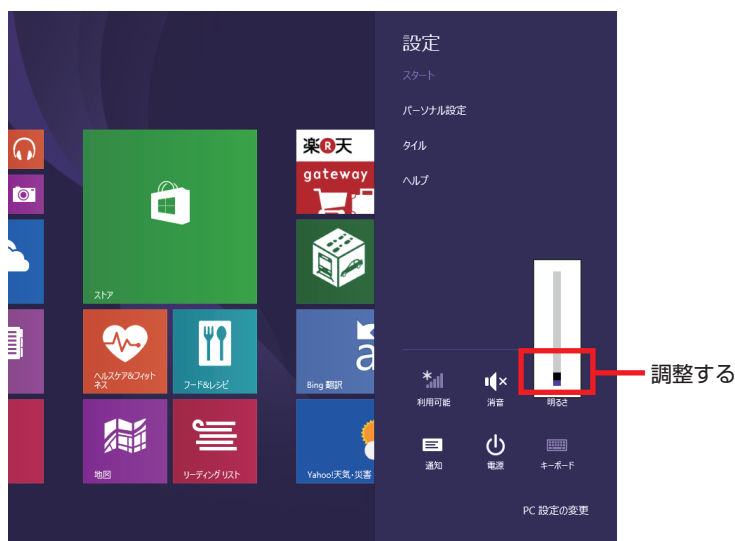 設定
スタート
パーソナル設定
タイル
ヘルプ
楽R天
gateway
ストア
ヘルスケア&フィット
ネス
フード&レシピ
a
Bing 翻訳
地図
リーディング リスト
Yahoo!天気・災害
利用可能
消音
明るさ
調整する
通知
電源
キーボード
PC 設定の変更